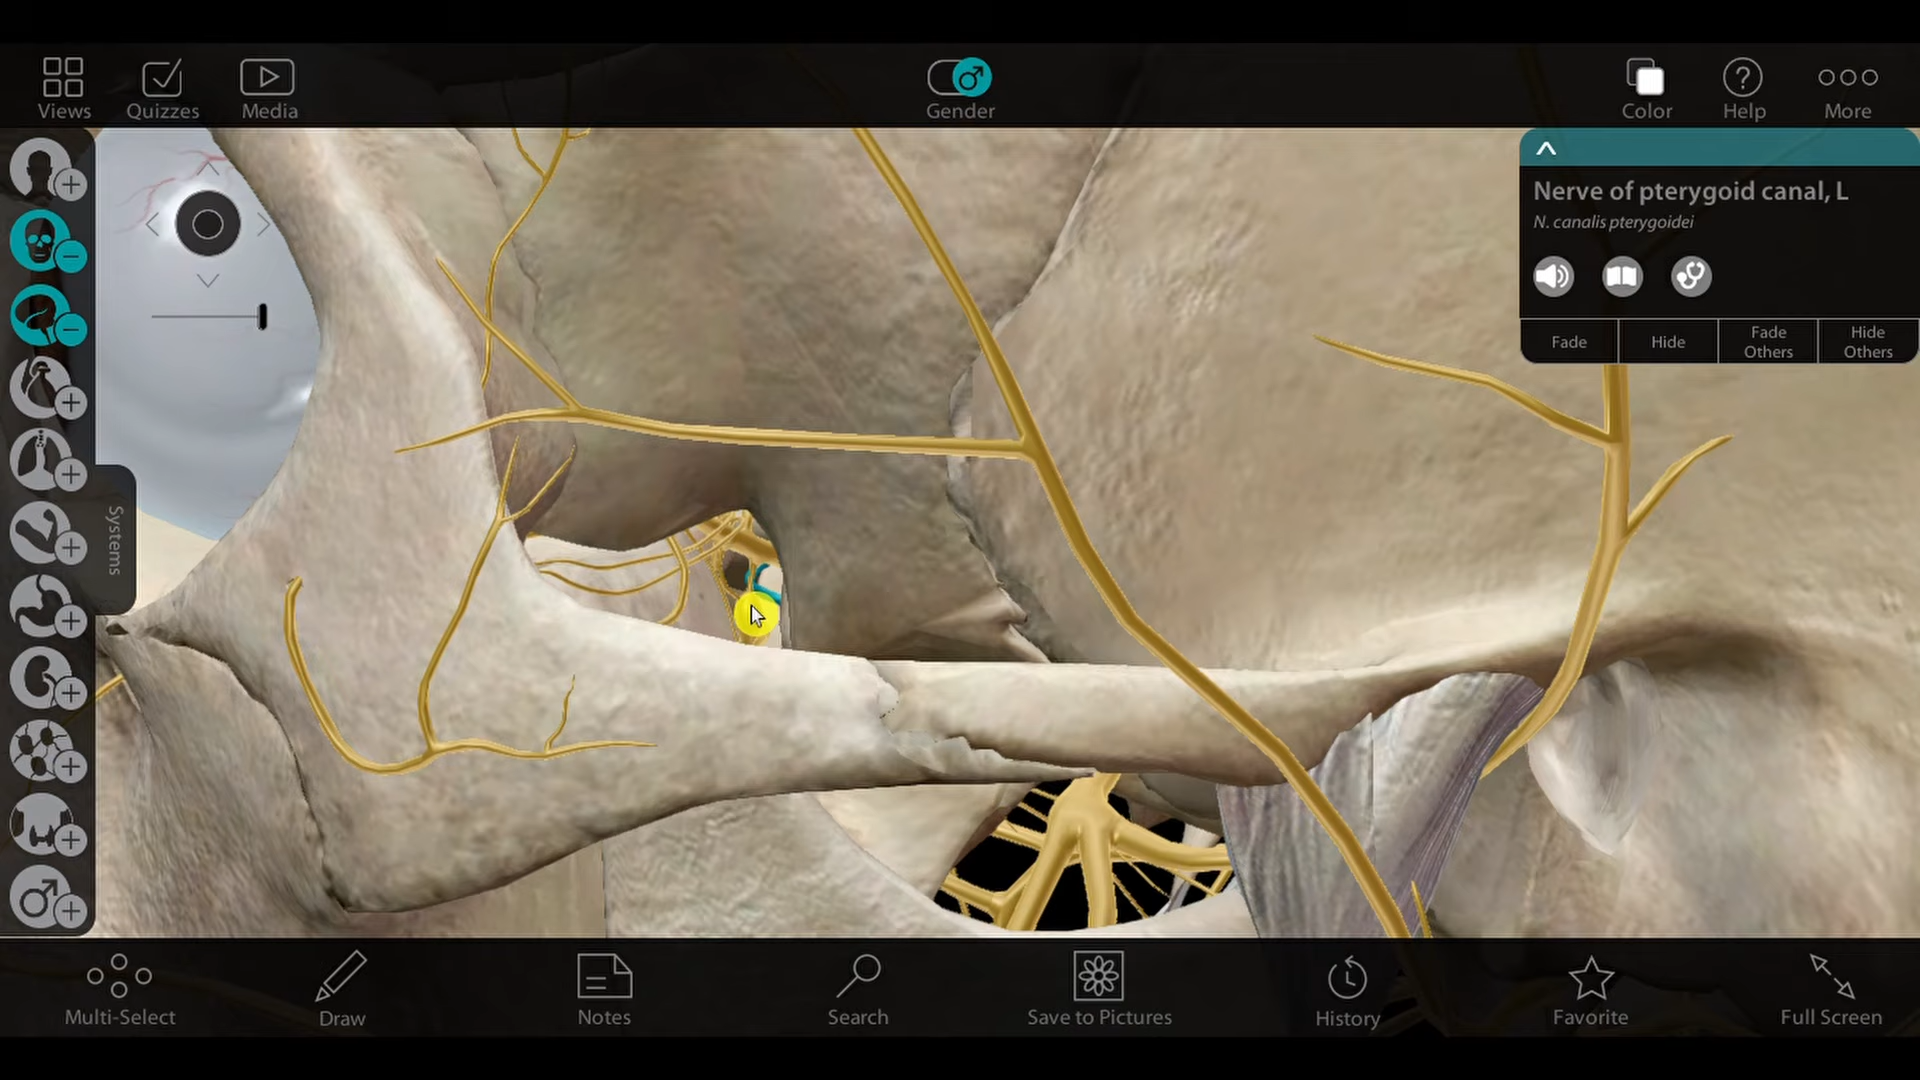 Views
Quizzes
Media
Gender
Color
Help
More
Nerve of pterygoid canal, L
N. canalis pterygoidei
Fade
Hide
Fade
Others
Hide
Others
Systems
Multi-Select
Draw
Notes
Search
Save to Pictures
History
Favorite
Full Screen